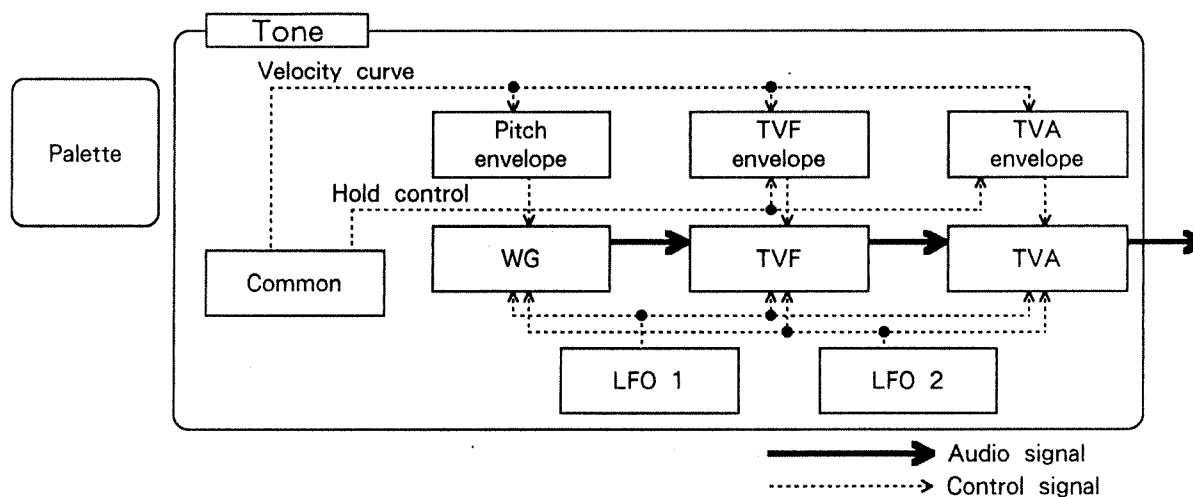 Tone
Velocity curve
Palette
Pitch
envelope
TVF
envelope
TVA
envelope
Hold control
Common
WG
TVF
TVA
LFO 1
LFO 2
Audio signal
Control signal